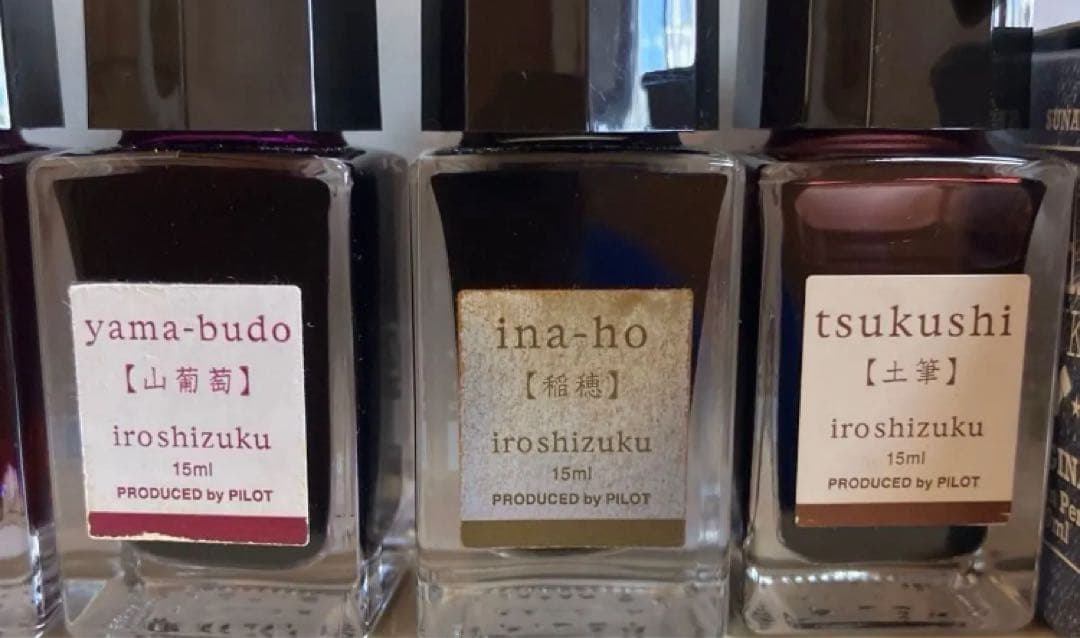 yama-budo
【山葡萄】
iroshizuku
15ml
PRODUCED by PILOT
ina-ho
【稲穂】
iroshizuku
15ml
PRODUCED by PILOT
tsukushi
【土筆】
iroshizuku
15ml
PRODUCED by PILOT